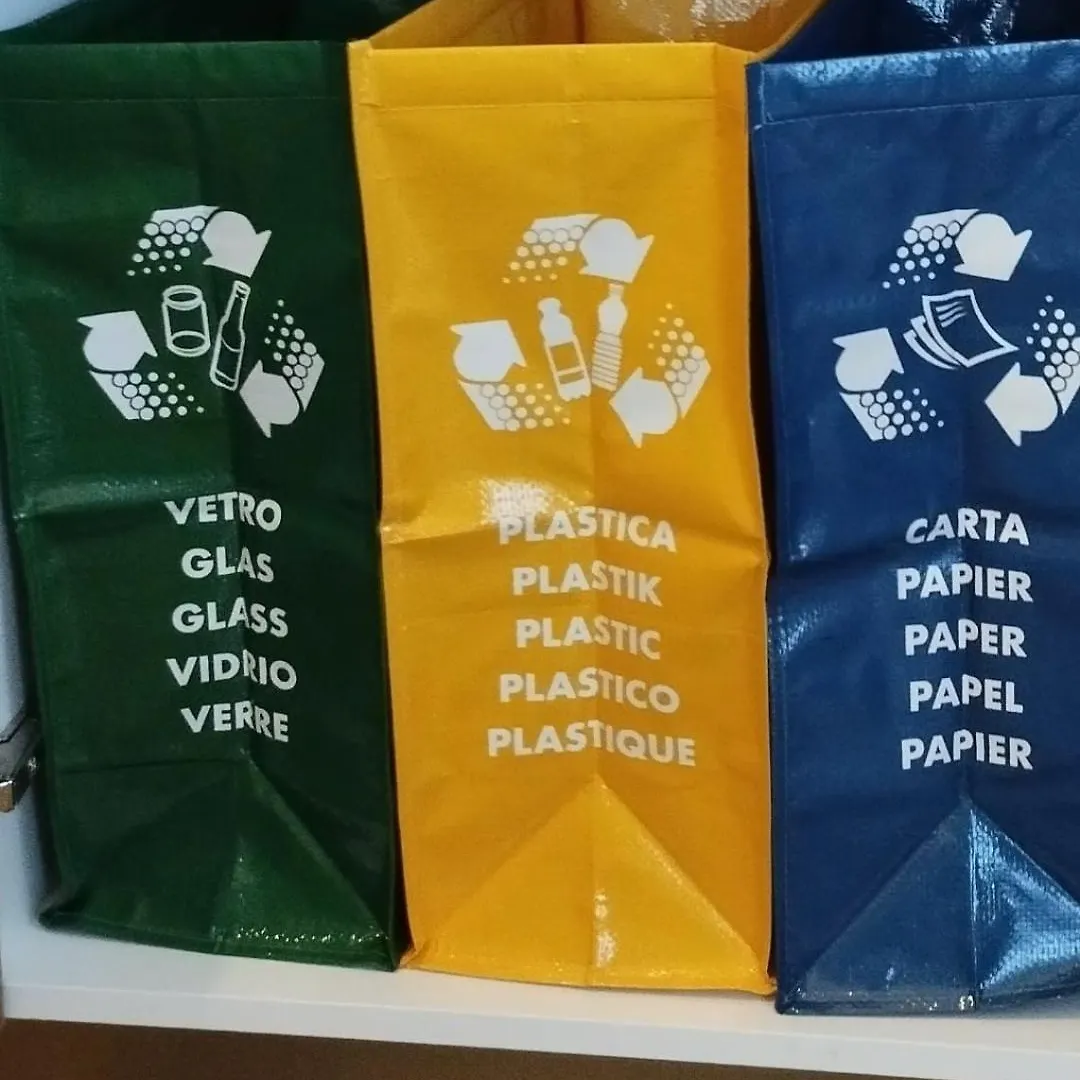 VETRO
GLAS
GLASS
VIDRIO
VERRE
PLASTICA
PLASTIK
PLASTIC
PLASTICO
PLASTIQUE
CARTA
PAPIER
PAPER
PAPEL
PAPIER